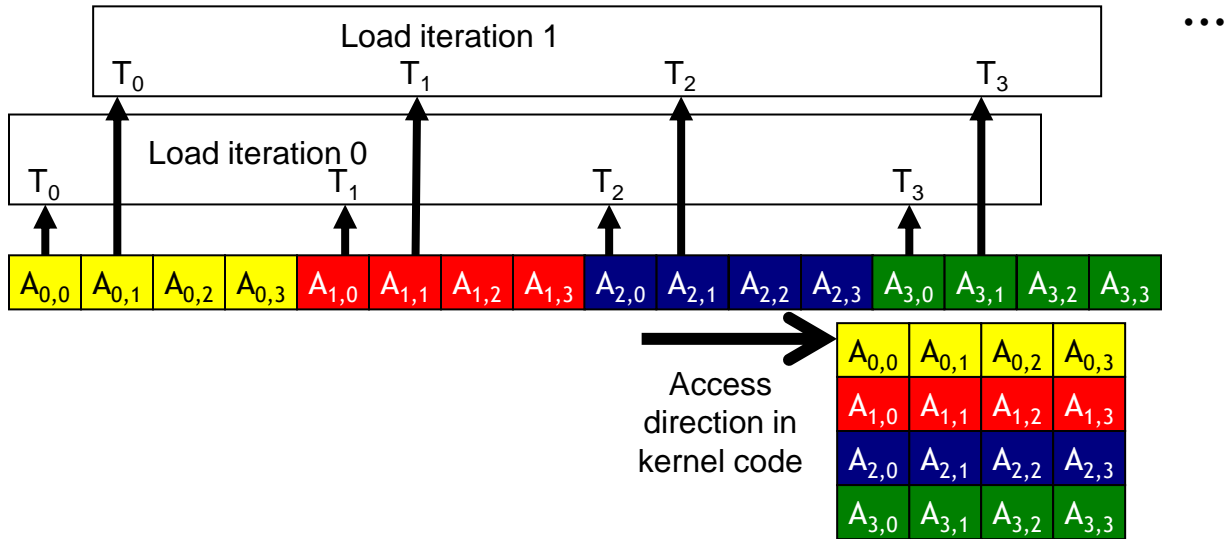 ...
Load iteration 1
T0 T1 T2 T3
Load iteration 0
T0 T1 T2 T3
A0,0 A0,1 A0,2 A0,3 A1,0 A1,1 A1,2 A1,3 A2,0 A2,1 A2,2 A2,3 A3,0 A3,1 A3,2 A3,3
Access
direction in
kernel code
A0,0 A0,1 A0,2 A0,3
A1,0 A1,1 A1,2 A1,3
A2,0 A2,1 A2,2 A2,3
A3,0 A3,1 A3,2 A3,3